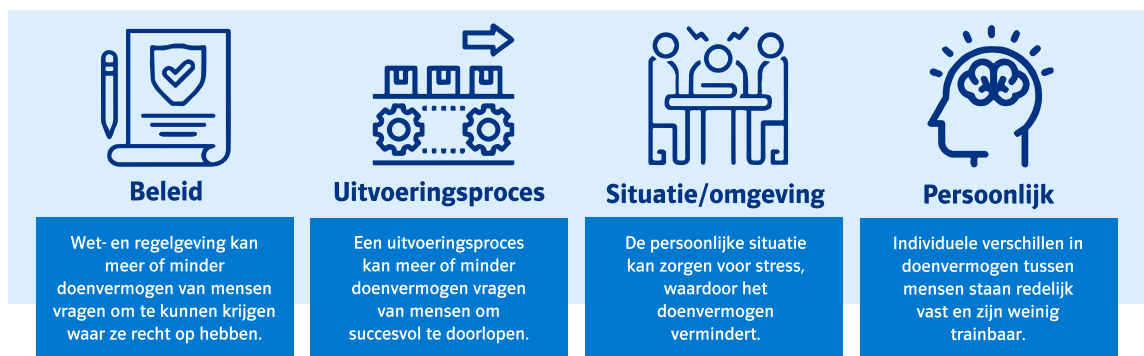 Beleid
Wet- en regelgeving kan
meer of minder
doenvermogen van mensen
vragen om te kunnen krijgen
waar ze recht op hebben.
Uitvoeringsproces
Een uitvoeringsproces
kan meer of minder
doenvermogen vragen
van mensen om
succesvol te doorlopen.
Situatie/omgeving
De persoonlijke situatie
kan zorgen voor stress,
waardoor het
doenvermogen
vermindert.
Persoonlijk
Individuele verschillen in
doenvermogen tussen
mensen staan redelijk
vast en zijn weinig
trainbaar.